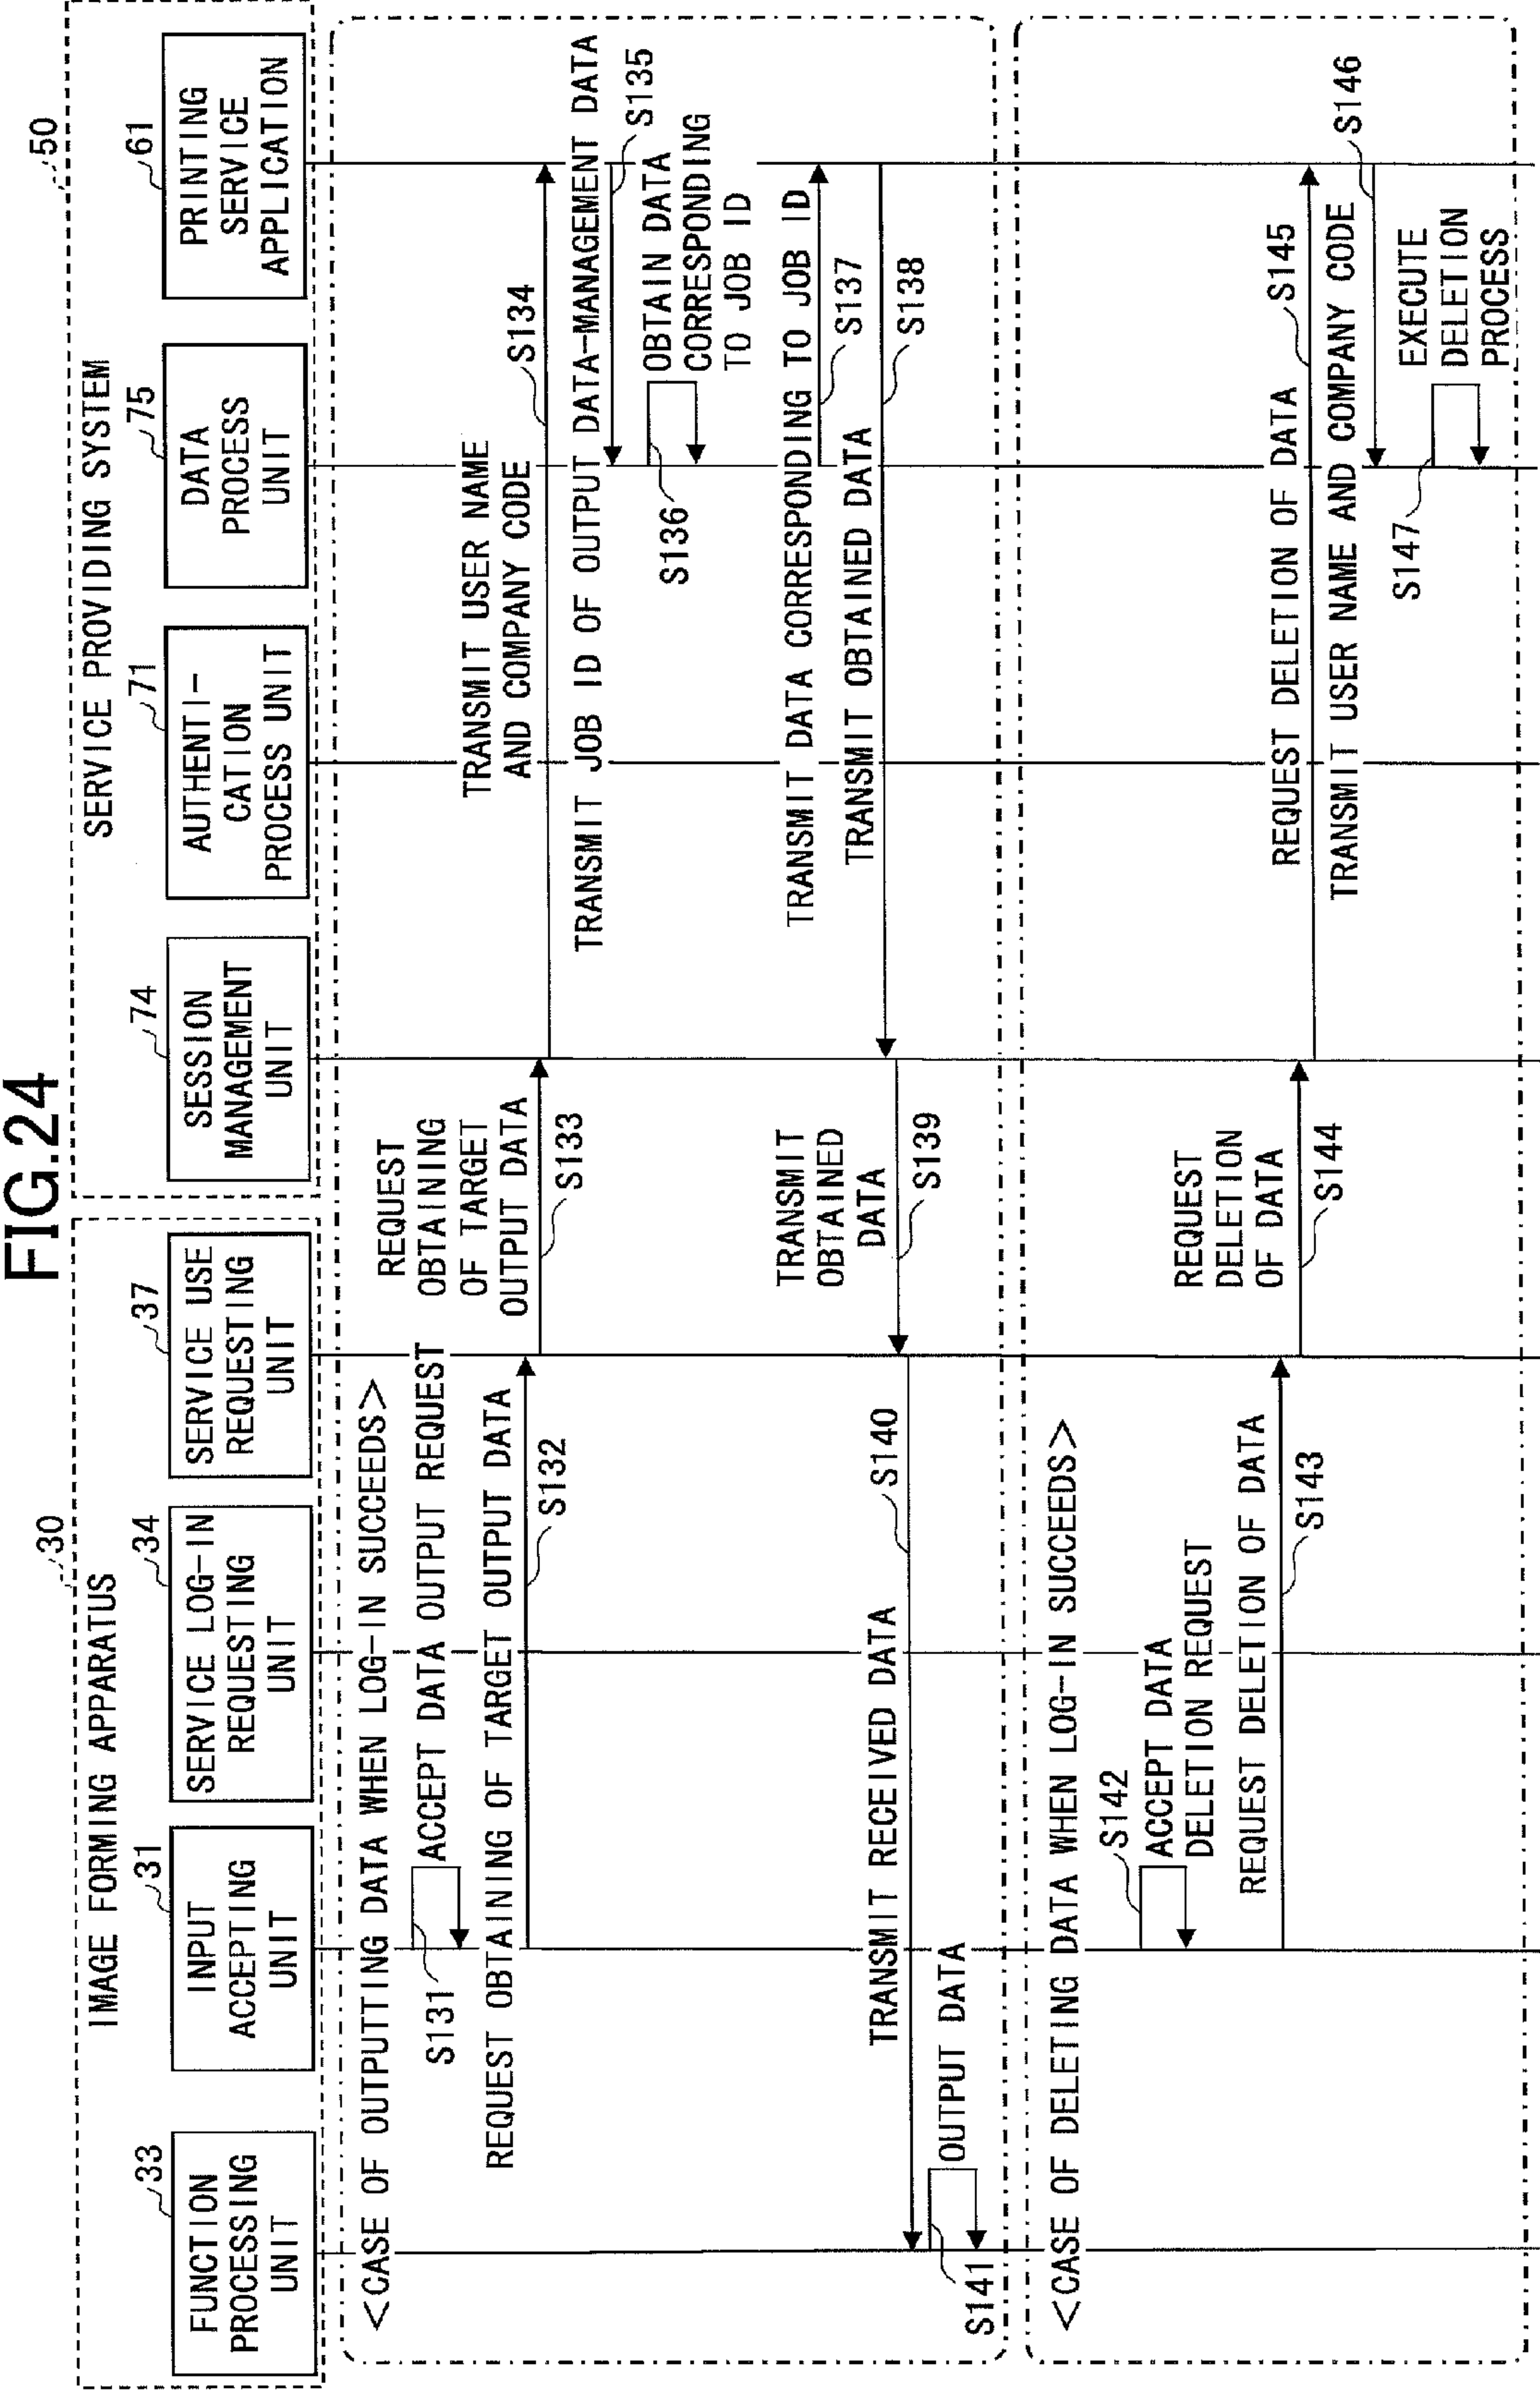 FIG.24
30
IMAGE FORMING APPARATUS
50
SERVICE PROVIDING SYSTEM
33
FUNCTION
PROCESSING
UNIT
31
INPUT
ACCEPTING
UNIT
34
SERVICE LOG-IN
REQUESTING
UNIT
37
SERVICE USE
REQUESTING
UNIT
74
SESSION
MANAGEMENT
UNIT
71
AUTHENTI-
CATION
PROCESS UNIT
75
DATA
PROCESS
UNIT
61
PRINTING
SERVICE
APPLICATION
<CASE OF OUTPUTTING DATA WHEN LOG-IN SUCCEEDS>
S131
ACCEPT DATA OUTPUT REQUEST
REQUEST OBTAINING OF TARGET OUTPUT DATA
S132
REQUEST
OBTAINING
OF TARGET
OUTPUT DATA
S133
TRANSMIT USER NAME
AND COMPANY CODE
S134
TRANSMIT JOB ID OF OUTPUT DATA-MANAGEMENT DATA
S135
S136
OBTAIN DATA
CORRESPONDING
TO JOB ID
TRANSMIT DATA CORRESPONDING TO JOB ID
S137
TRANSMIT OBTAINED DATA
S138
TRANSMIT
OBTAINED
DATA
S139
TRANSMIT RECEIVED DATA
S140
S141
OUTPUT DATA
<CASE OF DELETING DATA WHEN LOG-IN SUCCEEDS>
S142
ACCEPT DATA
DELETION REQUEST
REQUEST DELETION OF DATA
S143
REQUEST
DELETION
OF DATA
S144
REQUEST DELETION OF DATA
S145
TRANSMIT USER NAME AND COMPANY CODE
S146
S147
EXECUTE
DELETION
PROCESS